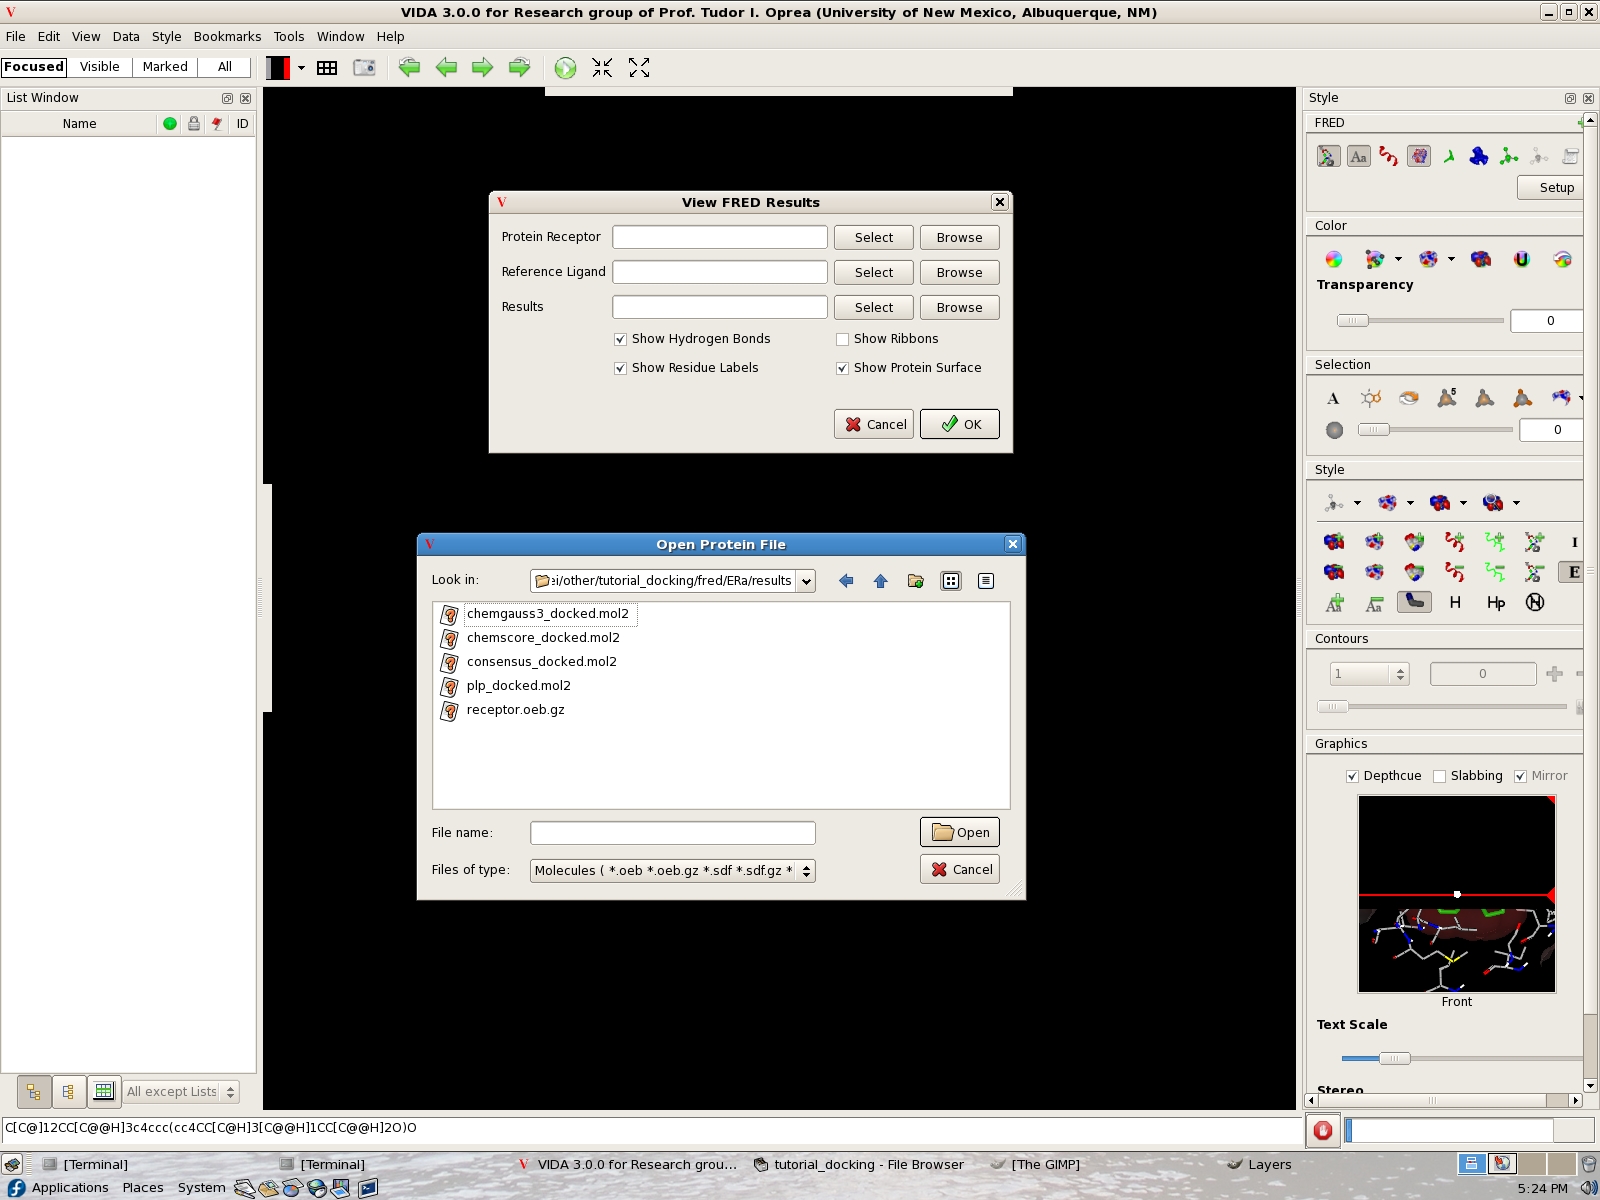 VIDA 3.0.0 for Research group of Prof. Tudor I. Oprea (University of New Mexico, Albuquerque, NM)
File Edit View Data Style Bookmarks Tools Window Help
Focused Visible Marked All
List Window
Name ID
View FRED Results
Protein Receptor Select Browse
Reference Ligand Select Browse
Results Select Browse
Show Hydrogen Bonds Show Ribbons
Show Residue Labels Show Protein Surface
Cancel OK
Open Protein File
Look in: ei/other/tutorial_docking/fred/ERa/results
chemgauss3_docked.mol2
chemscore_docked.mol2
consensus_docked.mol2
plp_docked.mol2
receptor.oeb.gz
File name: Open
Files of type: Molecules ( *.oeb *.oeb.gz *.sdf *.sdf.gz * Cancel
Style
FRED
Setup
Color
Transparency
0
Selection
A 5
0
Style
I
E
Aa Aa H Hp N
Contours
1 0
Graphics
Depthcue Slabbing Mirror
Front
Text Scale
Stereo
All except Lists
C[C@]12CC[C@@H]3c4ccc(cc4CC[C@H]3[C@@H]1CC[C@@H]2O)O
[Terminal] [Terminal] VIDA 3.0.0 for Research grou... tutorial_docking - File Browser [The GIMP] Layers
Applications Places System 5:24 PM